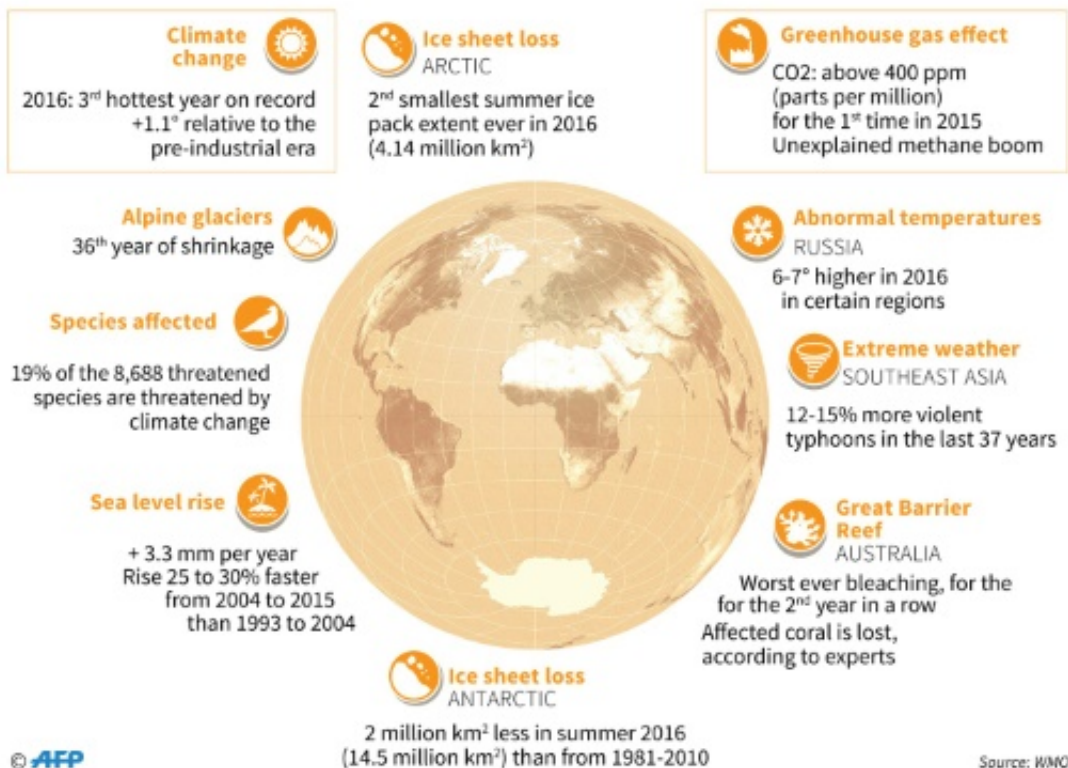 Climate
change
2016: 3rd hottest year on record
+1.1° relative to the
pre-industrial era
Ice sheet loss
ARCTIC
2nd smallest summer ice
pack extent ever in 2016
(4.14 million km²)
Greenhouse gas effect
CO2: above 400 ppm
(parts per million)
for the 1st time in 2015
Unexplained methane boom
Alpine glaciers
36th year of shrinkage
Abnormal temperatures
RUSSIA
6-7° higher in 2016
in certain regions
Species affected
19% of the 8,688 threatened
species are threatened by
climate change
Extreme weather
SOUTHEAST ASIA
12-15% more violent
typhoons in the last 37 years
Sea level rise
+ 3.3 mm per year
Rise 25 to 30% faster
from 2004 to 2015
than 1993 to 2004
Great Barrier
Reef
AUSTRALIA
Worst ever bleaching, for the
for the 2nd year in a row
Affected coral is lost,
according to experts
Ice sheet loss
ANTARCTIC
2 million km² less in summer 2016
(14.5 million km²) than from 1981-2010
© AFP
Source: WMO